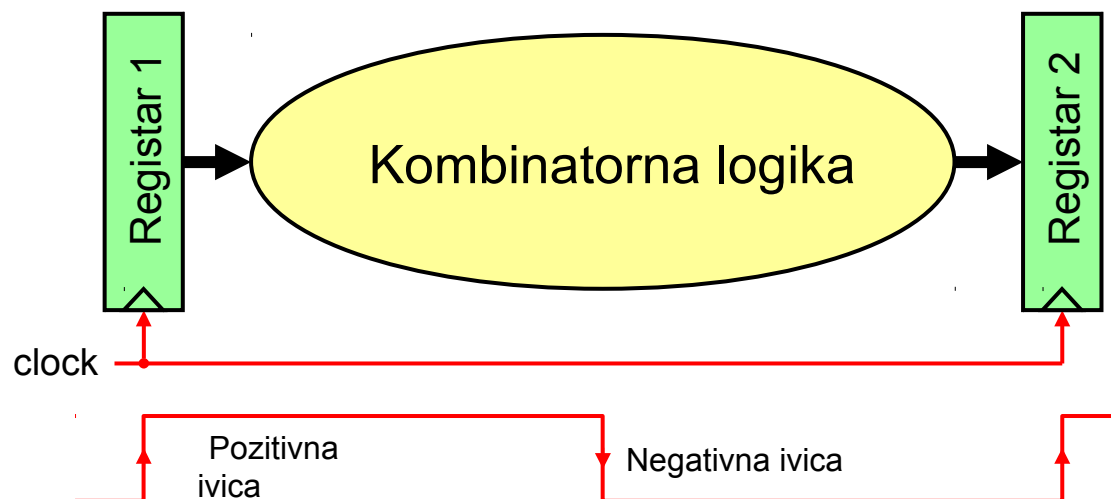 Registar 1
Kombinatorna logika
Registar 2
clock
Pozitivna
ivica
Negativna ivica